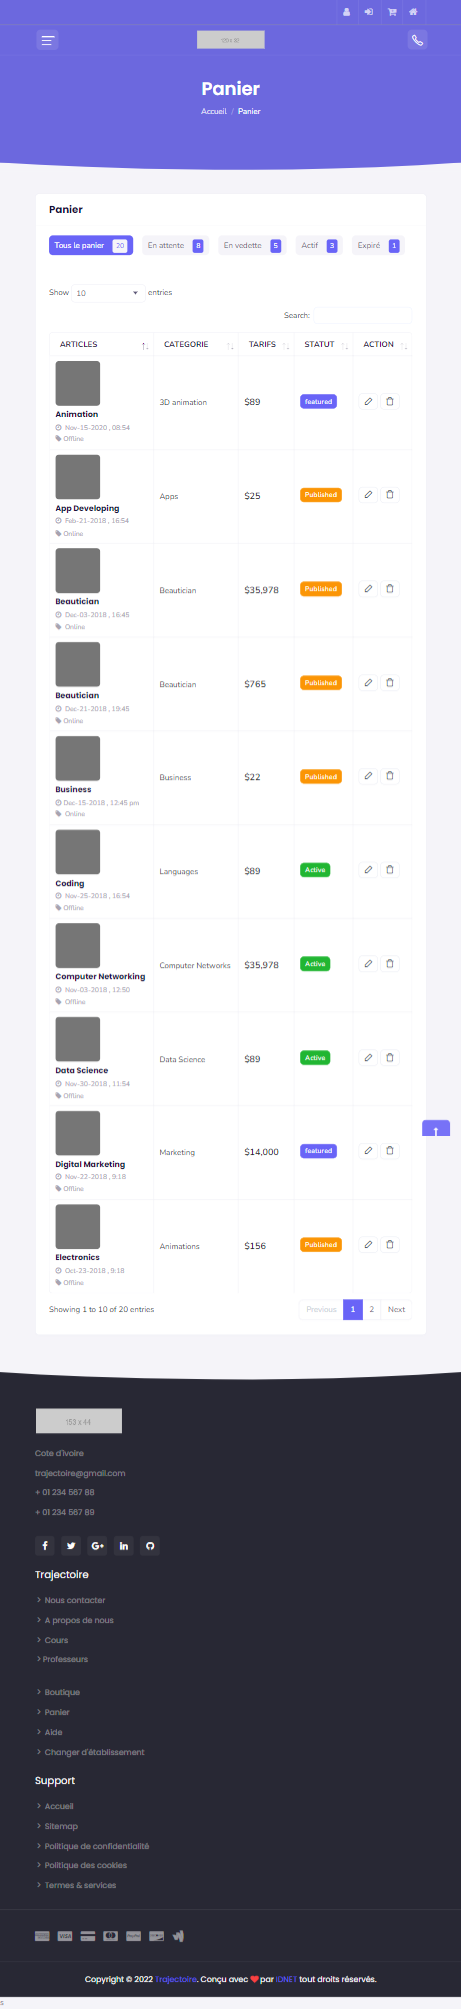 Panier
Accueil / Panier
Panier
Tous le panier 20
En attente 8
En vedette 5
Actif 3
Expiré 1
Show 10 entries
Search:
ARTICLES CATEGORIE TARIFS STATUT ACTION
Animation
Nov-15-2020 , 08:54
Offline
3D animation $89 featured
App Developing
Feb-21-2018 , 16:54
Online
Apps $25 Published
Beautician
Dec-03-2018 , 16:45
Online
Beautician $35,978 Published
Beautician
Dec-21-2018 , 19:45
Online
Beautician $765 Published
Business
Dec-15-2018 , 12:45 pm
Online
Business $22 Published
Coding
Nov-25-2018 , 16:54
Offline
Languages $89 Active
Computer Networking
Nov-03-2018 , 12:50
Offline
Computer Networks $35,978 Active
Data Science
Nov-30-2018 , 11:54
Offline
Data Science $89 Active
Digital Marketing
Nov-22-2018 , 9:18
Offline
Marketing $14,000 featured
Electronics
Oct-23-2018 , 9:18
Offline
Animations $156 Published
Showing 1 to 10 of 20 entries
Previous 1 2 Next
153 x 44
Cote d'ivoire
trajectoire@gmail.com
+ 01 234 567 88
+ 01 234 567 89
Trajectoire
Nous contacter
A propos de nous
Cours
Professeurs
Boutique
Panier
Aide
Changer d'établissement
Support
Accueil
Sitemap
Politique de confidentialité
Politique des cookies
Termes & services
VISA
Copyright © 2022 Trajectoire. Conçu avec ❤ par IDNET tout droits réservés.
s